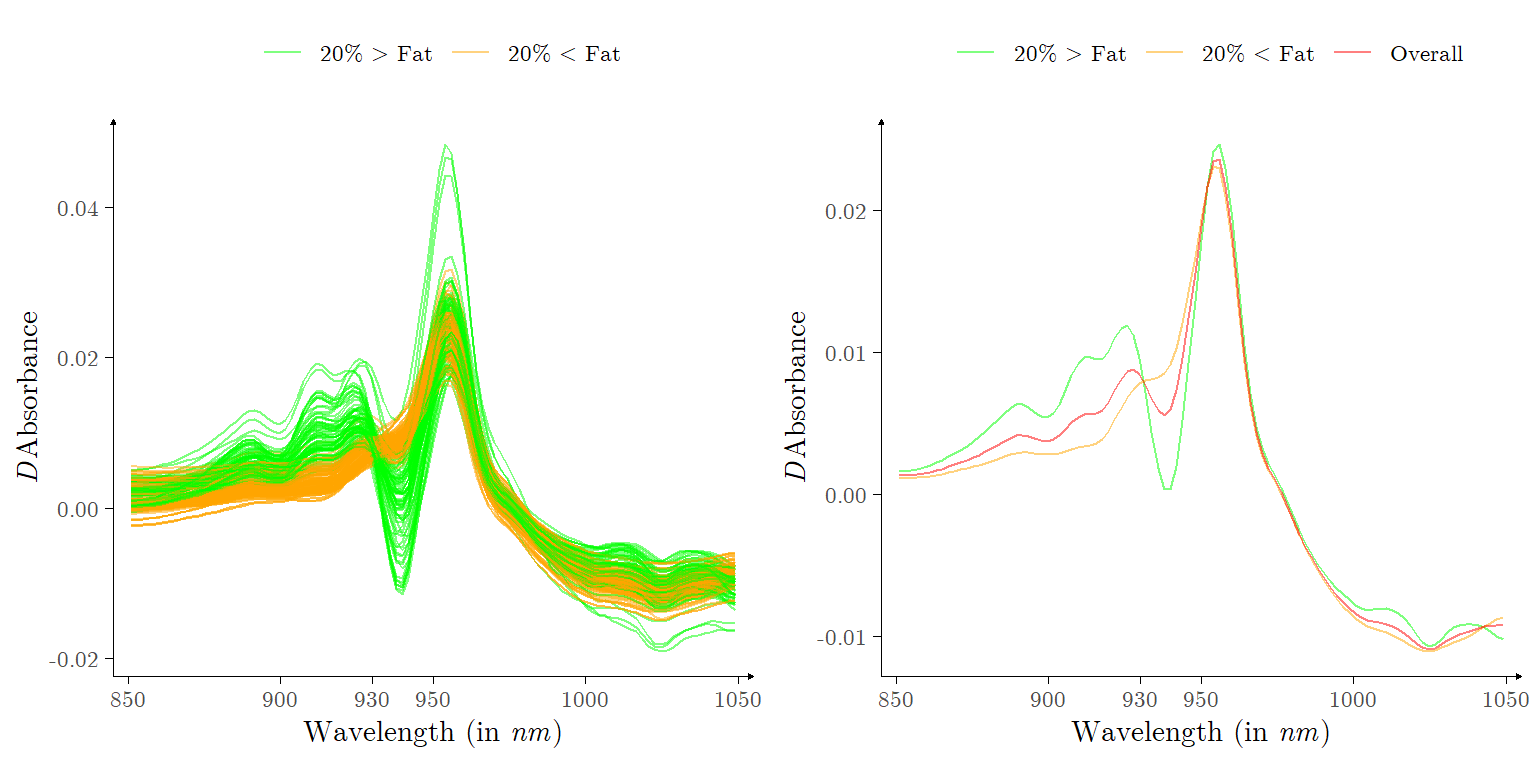 20% > Fat 20% < Fat
DAbsorbance
0.04
0.02
0.00
-0.02
850 900 930 950 1000 1050
Wavelength (in nm)
20% > Fat 20% < Fat Overall
DAbsorbance
0.02
0.01
0.00
-0.01
850 900 930 950 1000 1050
Wavelength (in nm)